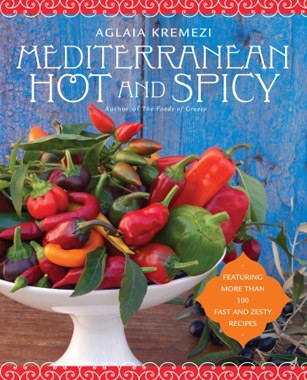 AGLAIA KREMEZI
MEDITERRANEAN
HOT AND SPICY
Author of The Foods of Greece
FEATURING
MORE THAN
100
FAST AND ZESTY
RECIPES